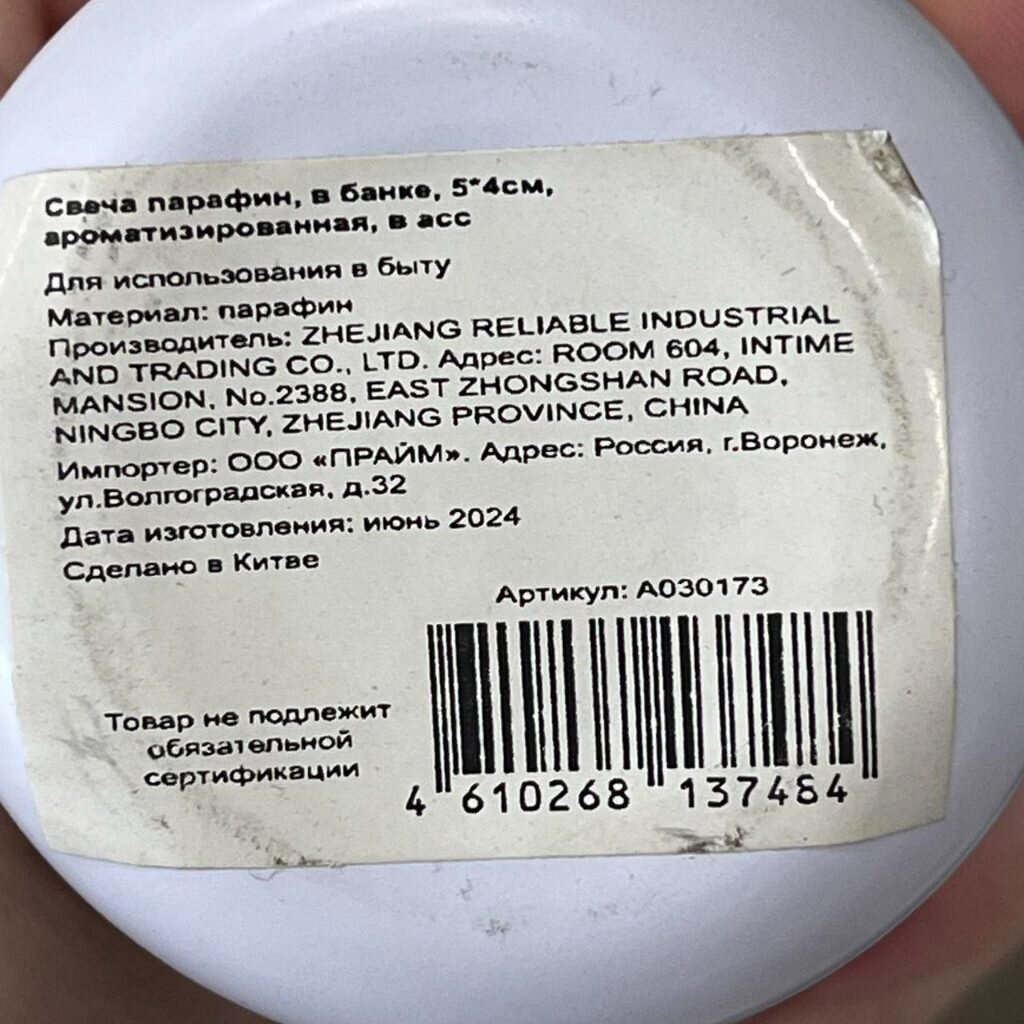 Свеча парафин, в банке, 5*4см,
ароматизированная, в асс
Для использования в быту
Материал: парафин
Производитель: ZHEJIANG RELIABLE INDUSTRIAL
AND TRADING CO., LTD. Адрес: ROOM 604, INTIME
MANSION, No.2388, EAST ZHONGSHAN ROAD,
NINGBO CITY, ZHEJIANG PROVINCE, CHINA
Импортер: ООО «ПРАЙМ». Адрес: Россия, г.Воронеж,
ул.Волгоградская, д.32
Дата изготовления: июнь 2024
Сделано в Китае
Артикул: А030173
Товар не подлежит
обязательной
сертификации
4 610268 137484